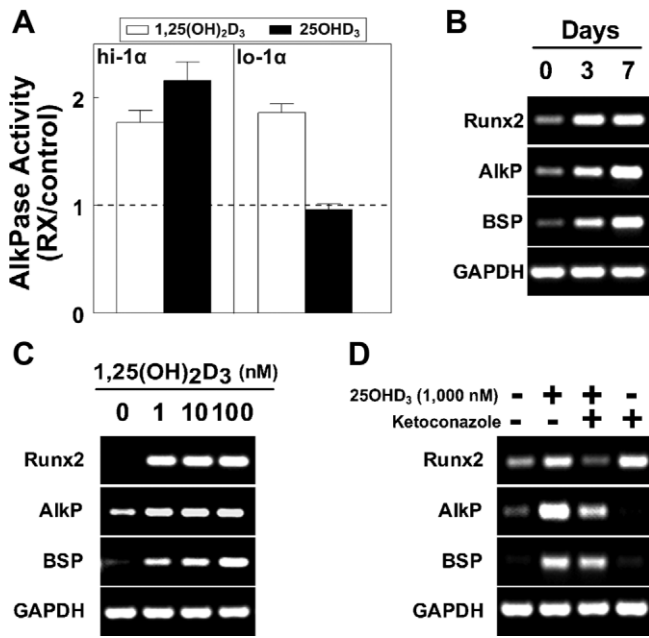 A
1,25(OH)₂D₃ 25OHD₃
hi-1α lo-1α
AlkPase Activity
(RX/control)
2
1
0
B
Days
0 3 7
Runx2
AlkP
BSP
GAPDH
C
1,25(OH)₂D₃ (nM)
0 1 10 100
Runx2
AlkP
BSP
GAPDH
D
25OHD₃ (1,000 nM) - + + -
Ketoconazole - - + +
Runx2
AlkP
BSP
GAPDH